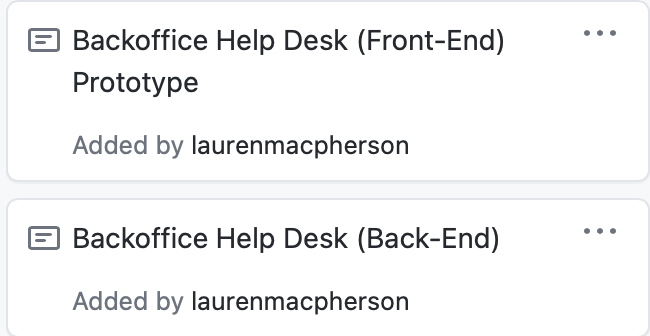 Backoffice Help Desk (Front-End)
Prototype
Added by laurenmacpherson
Backoffice Help Desk (Back-End)
Added by laurenmacpherson